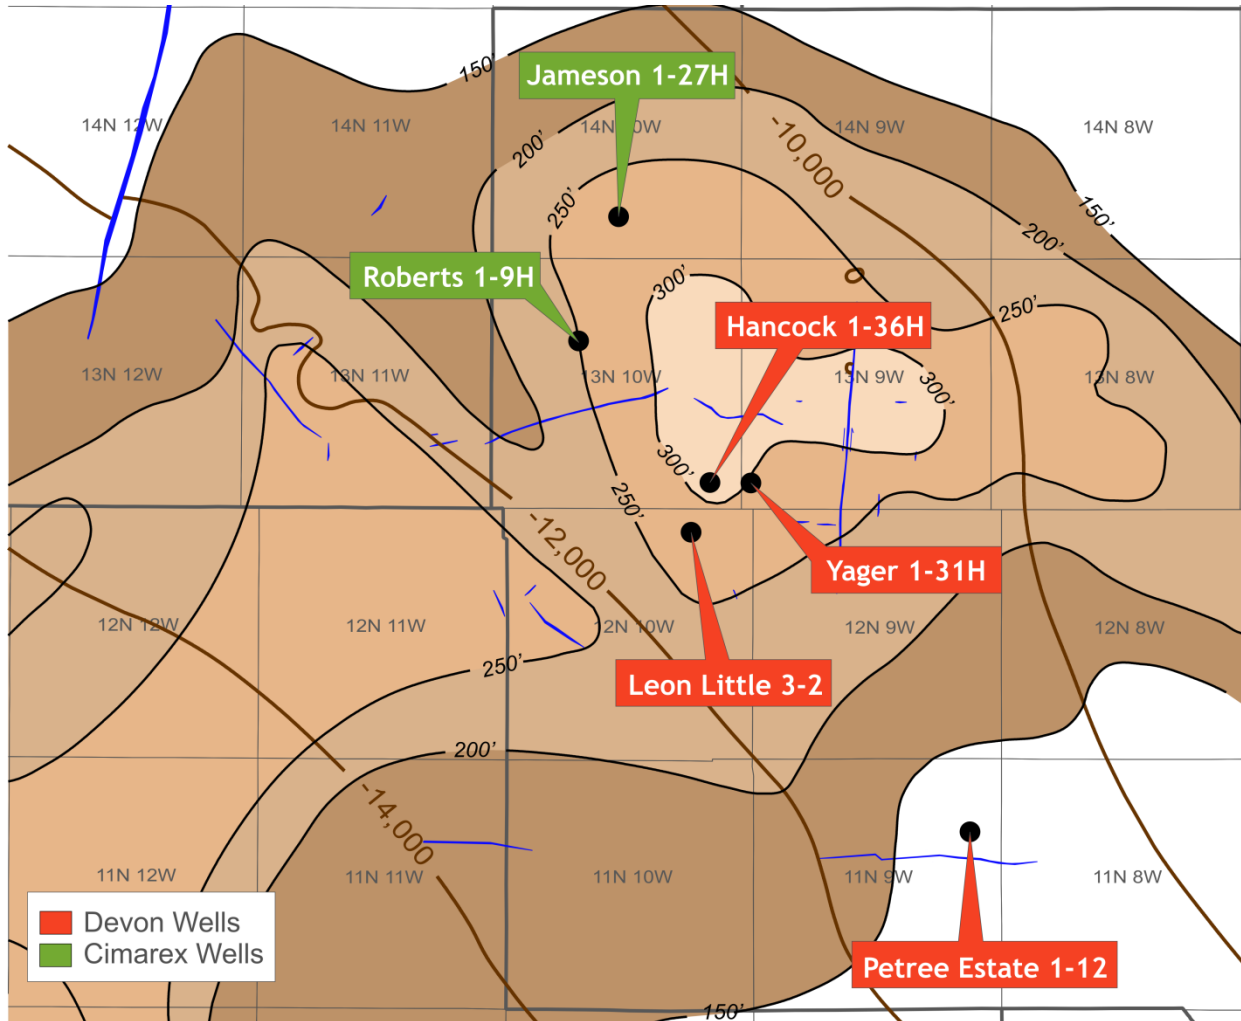 150'
Jameson 1-27H
14N 12W
14N 11W
14N 10W
14N 9W
14N 8W
200'
-10,000
250'
150'
200'
Roberts 1-9H
300'
250'
Hancock 1-36H
13N 12W
13N 11W
13N 10W
13N 9W
13N 8W
300'
300'
250'
-12,000
Yager 1-31H
12N 12W
12N 11W
12N 10W
12N 9W
12N 8W
250'
Leon Little 3-2
200'
-14,000
11N 12W
11N 11W
11N 10W
11N 9W
11N 8W
Devon Wells
Cimarex Wells
Petree Estate 1-12
150'